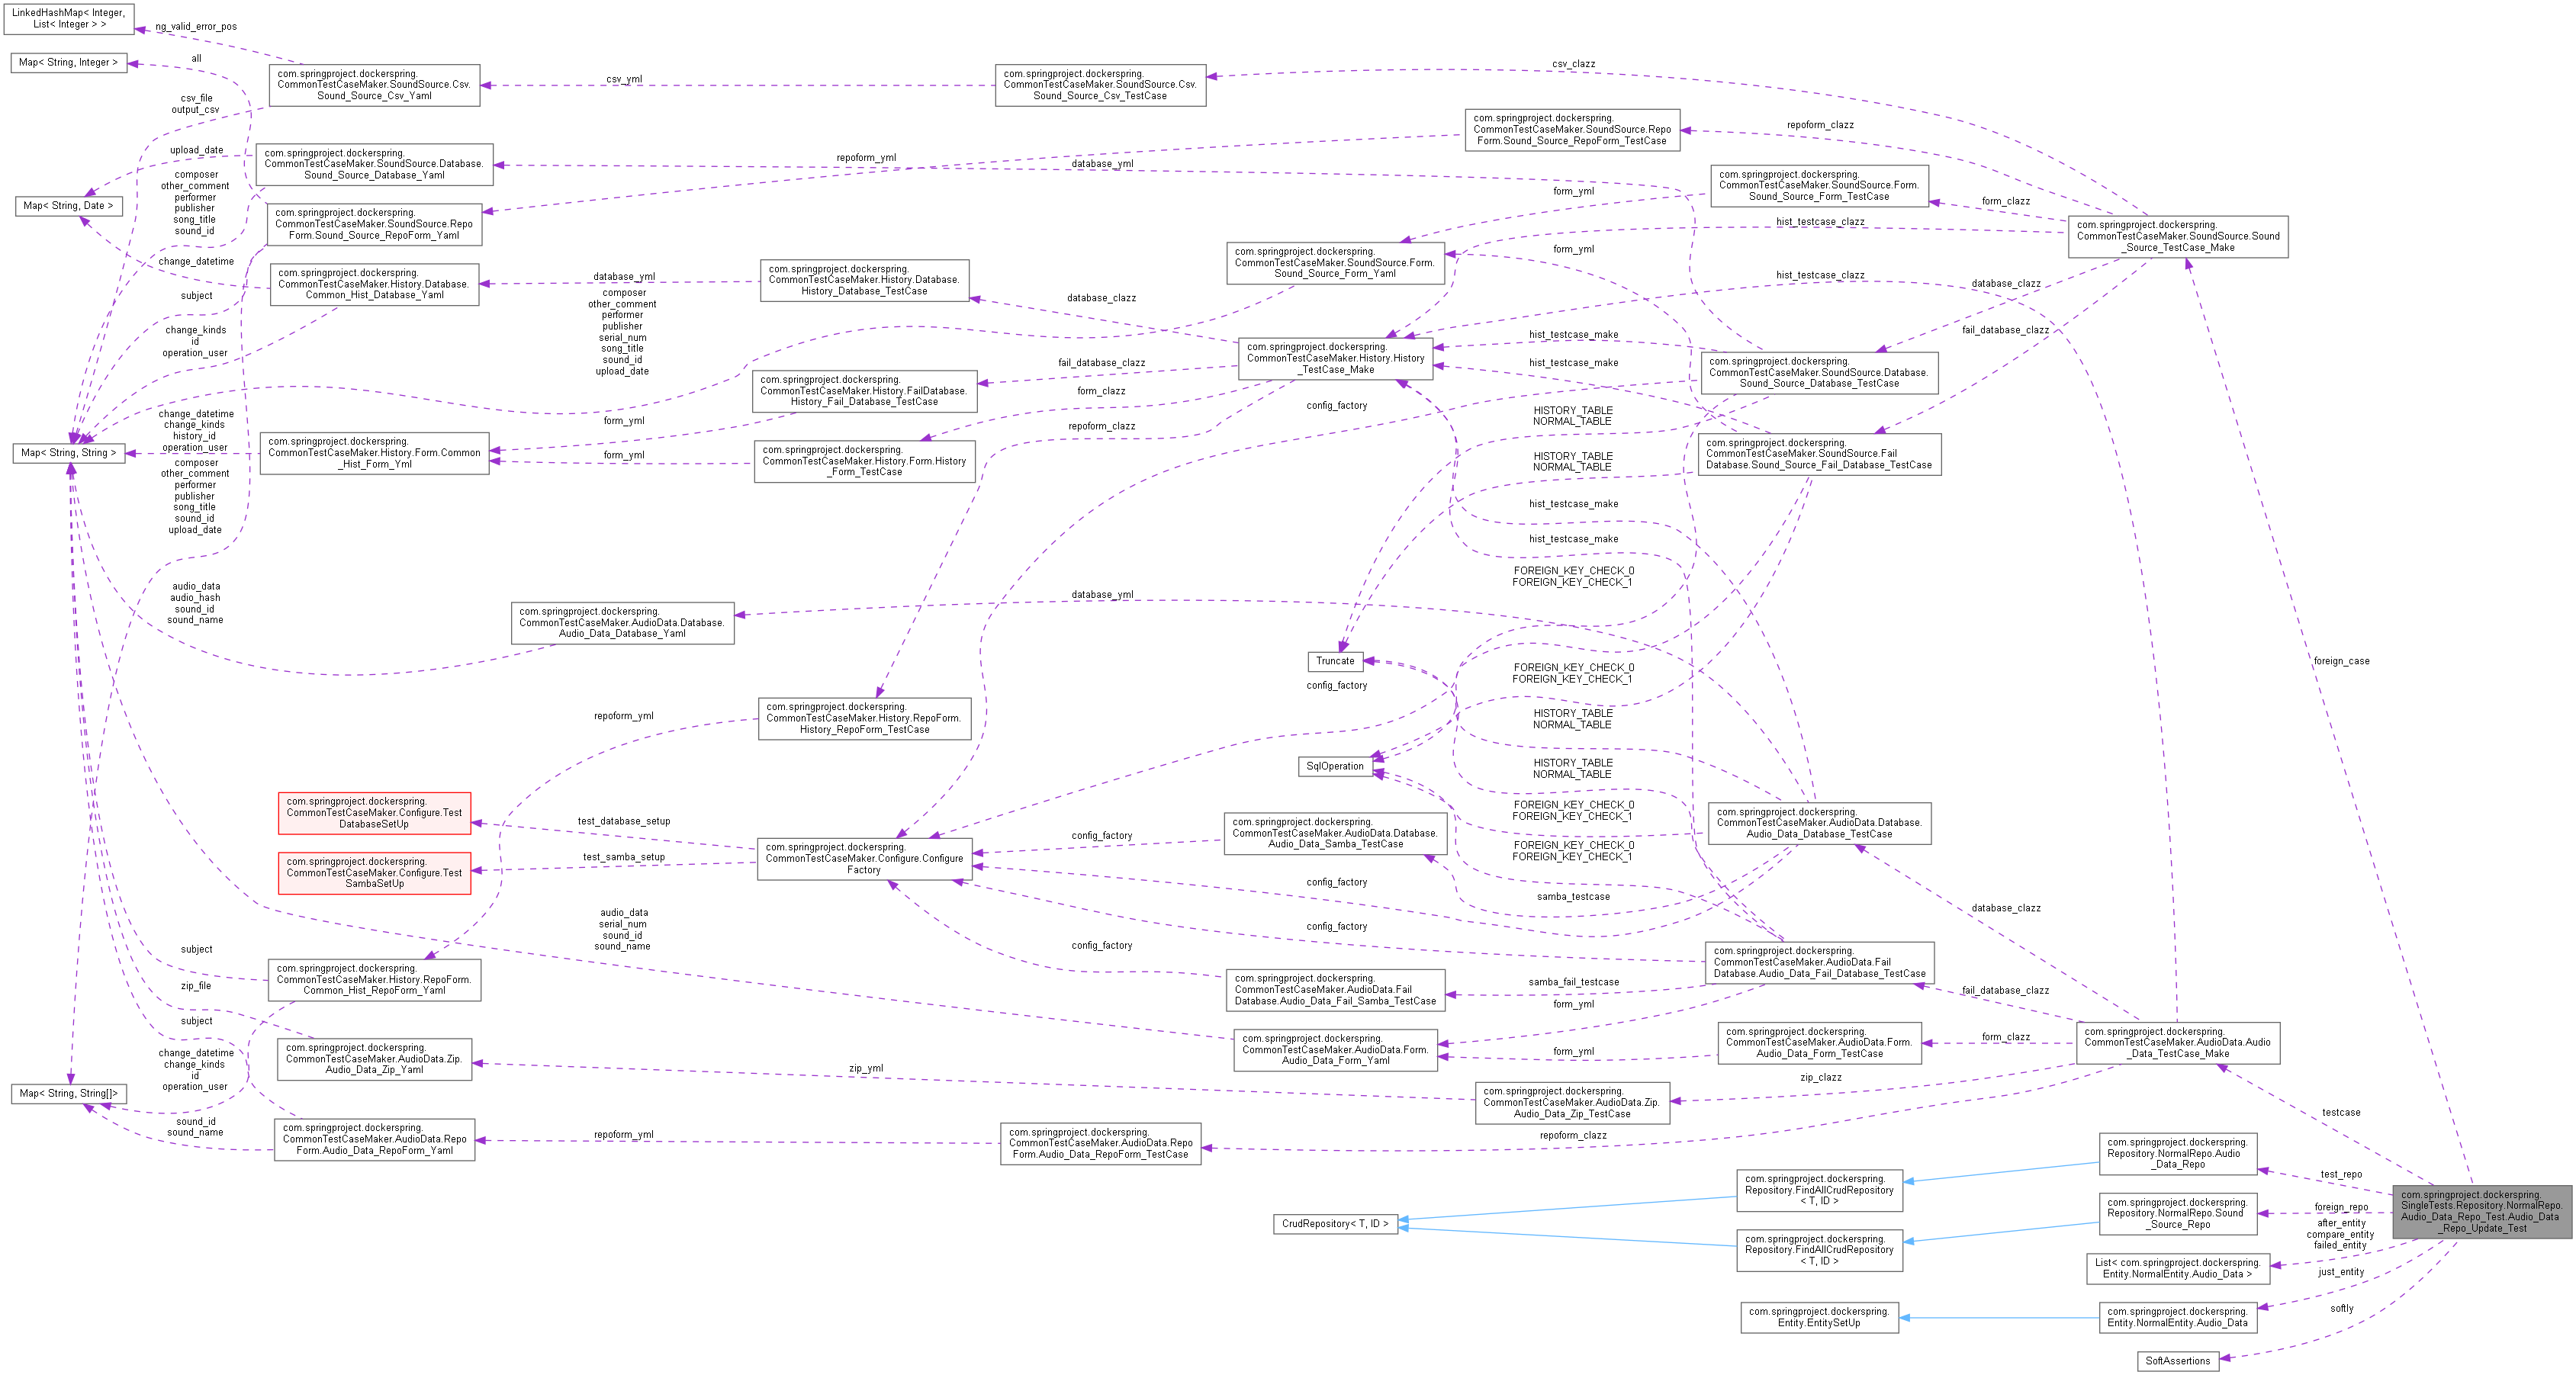 LinkedHashMap< Integer,
List< Integer > >
Map< String, Integer >
Map< String, Date >
Map< String, String >
Map< String, String[]>
ng_valid_error_pos
all
csv_file
output_csv
upload_date
composer
other_comment
performer
publisher
song_title
sound_id
change_datetime
subject
change_kinds
id
operation_user
change_datetime
change_kinds
history_id
operation_user
composer
other_comment
performer
publisher
song_title
sound_id
upload_date
audio_data
audio_hash
sound_id
sound_name
subject
zip_file
subject
change_datetime
change_kinds
id
operation_user
sound_id
sound_name
com.springproject.dockerspring.
CommonTestCaseMaker.SoundSource.Csv.
Sound_Source_Csv_Yaml
com.springproject.dockerspring.
CommonTestCaseMaker.SoundSource.Database.
Sound_Source_Database_Yaml
com.springproject.dockerspring.
CommonTestCaseMaker.SoundSource.Repo
Form.Sound_Source_RepoForm_Yaml
com.springproject.dockerspring.
CommonTestCaseMaker.History.Database.
Common_Hist_Database_Yaml
com.springproject.dockerspring.
CommonTestCaseMaker.History.Form.Common
_Hist_Form_Yml
com.springproject.dockerspring.
CommonTestCaseMaker.Configure.Test
DatabaseSetUp
com.springproject.dockerspring.
CommonTestCaseMaker.Configure.Test
SambaSetUp
com.springproject.dockerspring.
CommonTestCaseMaker.History.RepoForm.
Common_Hist_RepoForm_Yaml
com.springproject.dockerspring.
CommonTestCaseMaker.AudioData.Zip.
Audio_Data_Zip_Yaml
com.springproject.dockerspring.
CommonTestCaseMaker.AudioData.Repo
Form.Audio_Data_RepoForm_Yaml
csv_yml
repoform_yml
database_yml
database_yml
composer
other_comment
performer
publisher
serial_num
song_title
sound_id
upload_date
form_yml
form_yml
com.springproject.dockerspring.
CommonTestCaseMaker.AudioData.Database.
Audio_Data_Database_Yaml
repoform_yml
test_database_setup
test_samba_setup
audio_data
serial_num
sound_id
sound_name
zip_yml
repoform_yml
com.springproject.dockerspring.
CommonTestCaseMaker.History.Database.
History_Database_TestCase
com.springproject.dockerspring.
CommonTestCaseMaker.History.FailDatabase.
History_Fail_Database_TestCase
com.springproject.dockerspring.
CommonTestCaseMaker.History.Form.History
_Form_TestCase
com.springproject.dockerspring.
CommonTestCaseMaker.History.RepoForm.
History_RepoForm_TestCase
com.springproject.dockerspring.
CommonTestCaseMaker.Configure.Configure
Factory
com.springproject.dockerspring.
CommonTestCaseMaker.SoundSource.Csv.
Sound_Source_Csv_TestCase
com.springproject.dockerspring.
CommonTestCaseMaker.AudioData.Repo
Form.Audio_Data_RepoForm_TestCase
database_clazz
fail_database_clazz
form_clazz
repoform_clazz
database_yml
config_factory
config_factory
com.springproject.dockerspring.
CommonTestCaseMaker.SoundSource.Form.
Sound_Source_Form_Yaml
com.springproject.dockerspring.
CommonTestCaseMaker.History.History
_TestCase_Make
Truncate
SqlOperation
com.springproject.dockerspring.
CommonTestCaseMaker.AudioData.Database.
Audio_Data_Samba_TestCase
com.springproject.dockerspring.
CommonTestCaseMaker.AudioData.Fail
Database.Audio_Data_Fail_Samba_TestCase
com.springproject.dockerspring.
CommonTestCaseMaker.AudioData.Form.
Audio_Data_Form_Yaml
CrudRepository< T, ID >
config_factory
config_factory
config_factory
config_factory
com.springproject.dockerspring.
CommonTestCaseMaker.SoundSource.Repo
Form.Sound_Source_RepoForm_TestCase
com.springproject.dockerspring.
CommonTestCaseMaker.AudioData.Zip.
Audio_Data_Zip_TestCase
csv_clazz
form_yml
form_yml
hist_testcase_make
hist_testcase_make
HISTORY_TABLE
NORMAL_TABLE
HISTORY_TABLE
NORMAL_TABLE
hist_testcase_make
hist_testcase_make
FOREIGN_KEY_CHECK_0
FOREIGN_KEY_CHECK_1
FOREIGN_KEY_CHECK_0
FOREIGN_KEY_CHECK_1
HISTORY_TABLE
NORMAL_TABLE
HISTORY_TABLE
NORMAL_TABLE
FOREIGN_KEY_CHECK_0
FOREIGN_KEY_CHECK_1
FOREIGN_KEY_CHECK_0
FOREIGN_KEY_CHECK_1
samba_testcase
samba_fail_testcase
form_yml
form_yml
repoform_clazz
com.springproject.dockerspring.
CommonTestCaseMaker.SoundSource.Form.
Sound_Source_Form_TestCase
com.springproject.dockerspring.
CommonTestCaseMaker.SoundSource.Database.
Sound_Source_Database_TestCase
com.springproject.dockerspring.
CommonTestCaseMaker.SoundSource.Fail
Database.Sound_Source_Fail_Database_TestCase
com.springproject.dockerspring.
CommonTestCaseMaker.AudioData.Database.
Audio_Data_Database_TestCase
com.springproject.dockerspring.
CommonTestCaseMaker.AudioData.Fail
Database.Audio_Data_Fail_Database_TestCase
com.springproject.dockerspring.
CommonTestCaseMaker.AudioData.Form.
Audio_Data_Form_TestCase
com.springproject.dockerspring.
Repository.FindAllCrudRepository
< T, ID >
com.springproject.dockerspring.
Repository.FindAllCrudRepository
< T, ID >
com.springproject.dockerspring.
Entity.EntitySetUp
repoform_clazz
form_clazz
hist_testcase_clazz
hist_testcase_clazz
database_clazz
fail_database_clazz
database_clazz
fail_database_clazz
form_clazz
zip_clazz
com.springproject.dockerspring.
CommonTestCaseMaker.SoundSource.Sound
_Source_TestCase_Make
com.springproject.dockerspring.
CommonTestCaseMaker.AudioData.Audio
_Data_TestCase_Make
com.springproject.dockerspring.
Repository.NormalRepo.Audio
_Data_Repo
com.springproject.dockerspring.
Repository.NormalRepo.Sound
_Source_Repo
List< com.springproject.dockerspring.
Entity.NormalEntity.Audio_Data >
com.springproject.dockerspring.
Entity.NormalEntity.Audio_Data
SoftAssertions
foreign_case
testcase
test_repo
foreign_repo
after_entity
compare_entity
failed_entity
just_entity
softly
com.springproject.dockerspring.
SingleTests.Repository.NormalRepo.
Audio_Data_Repo_Test.Audio_Data
_Repo_Update_Test